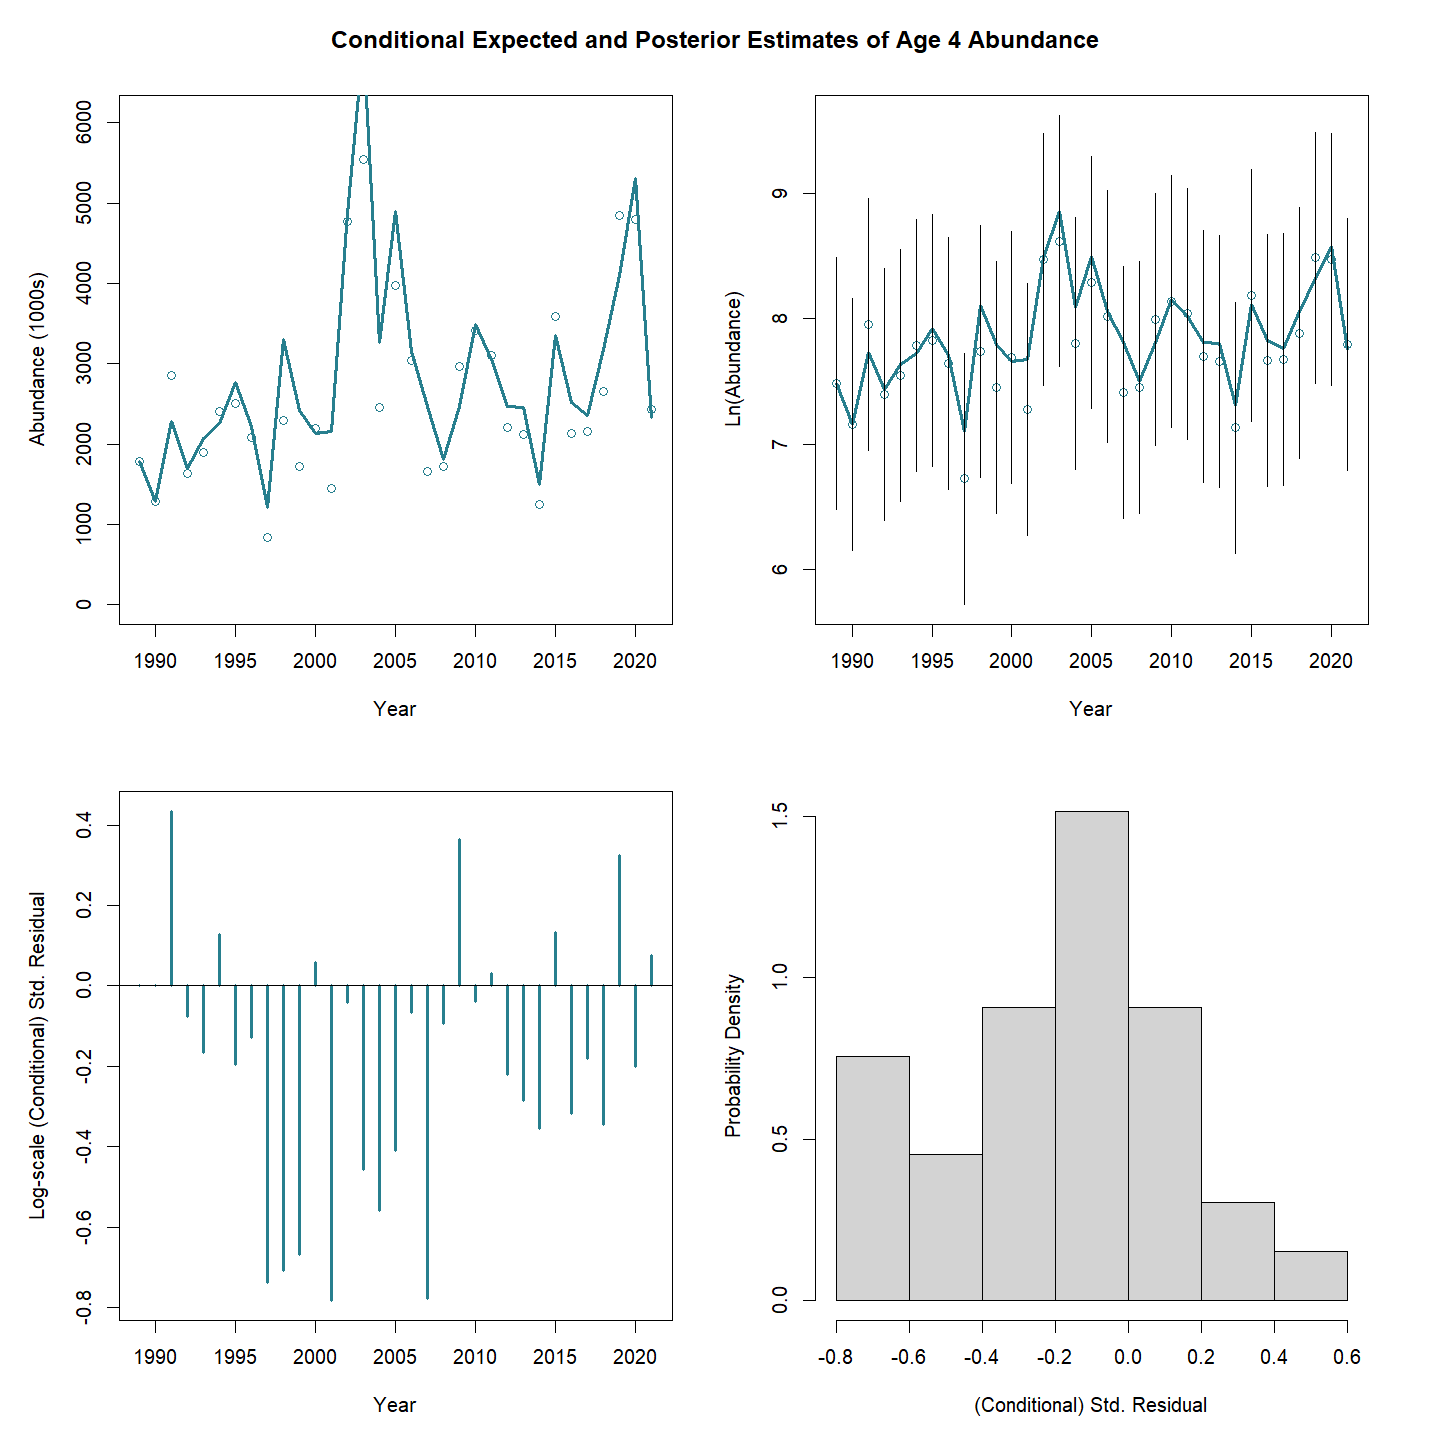 Conditional Expected and Posterior Estimates of Age 4 Abundance
Abundance (1000s)
6000
5000
4000
3000
2000
1000
0
1990 1995 2000 2005 2010 2015 2020
Year
Ln(Abundance)
9
8
7
6
1990 1995 2000 2005 2010 2015 2020
Year
Log-scale (Conditional) Std. Residual
0.4
0.2
0.0
-0.2
-0.4
-0.6
-0.8
1990 1995 2000 2005 2010 2015 2020
Year
Probability Density
1.5
1.0
0.5
0.0
-0.8 -0.6 -0.4 -0.2 0.0 0.2 0.4 0.6
(Conditional) Std. Residual